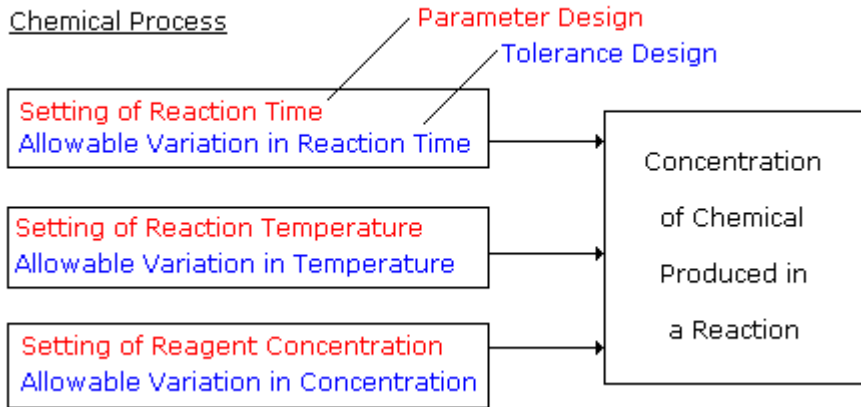 Chemical Process
Parameter Design
Tolerance Design
Setting of Reaction Time
Allowable Variation in Reaction Time
Setting of Reaction Temperature
Allowable Variation in Temperature
Setting of Reagent Concentration
Allowable Variation in Concentration
Concentration
of Chemical
Produced in
a Reaction